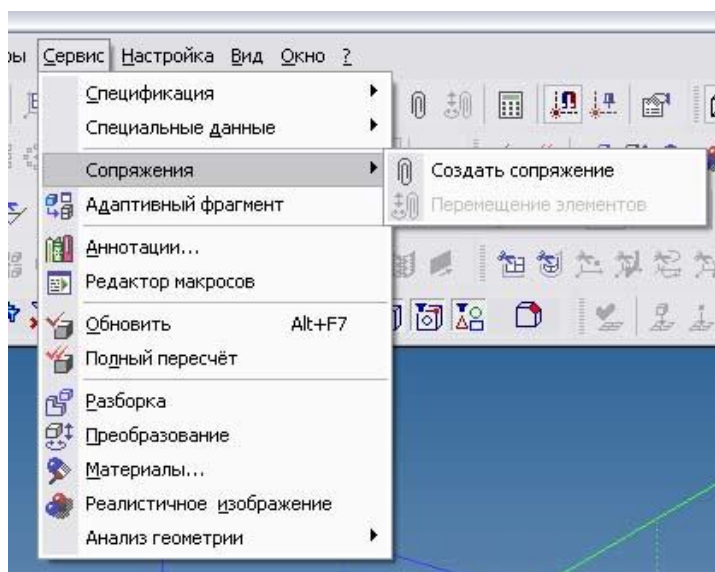 ры Сервис Настройка Вид Окно ?
Спецификация
Специальные данные
Сопряжения
Создать сопряжение
Адаптивный фрагмент
Перемещение элементов
Аннотации...
Редактор макросов
Обновить Alt+F7
Полный пересчёт
Разборка
Преобразование
Материалы...
Реалистичное изображение
Анализ геометрии